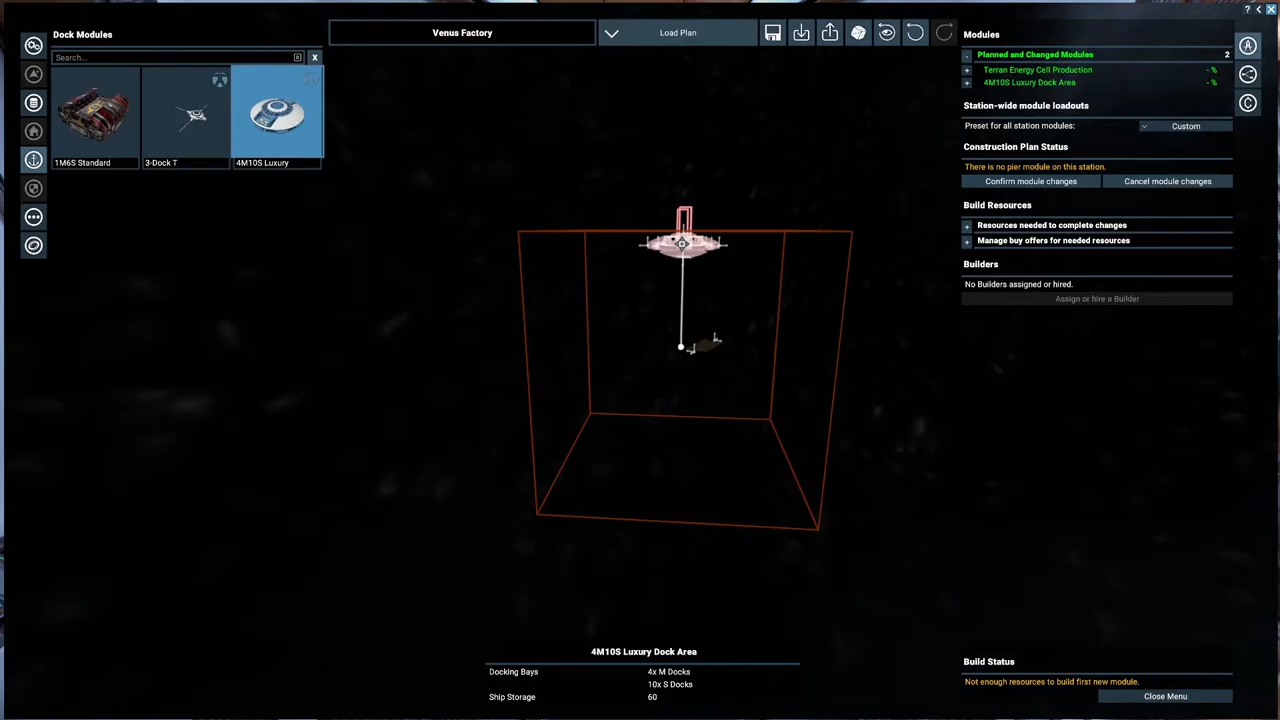 Dock Modules
Search...
X
1M6S Standard
3-Dock T
4M10S Luxury
Venus Factory
Load Plan
? < X
Modules
- Planned and Changed Modules 2
+ Terran Energy Cell Production - %
+ 4M10S Luxury Dock Area - %
Station-wide module loadouts
Preset for all station modules: Custom
Construction Plan Status
There is no pier module on this station.
Confirm module changes Cancel module changes
Build Resources
+ Resources needed to complete changes
+ Manage buy offers for needed resources
Builders
No Builders assigned or hired.
Assign or hire a Builder
4M10S Luxury Dock Area
Docking Bays 4x M Docks
10x S Docks
Ship Storage 60
Build Status
Not enough resources to build first new module.
Close Menu